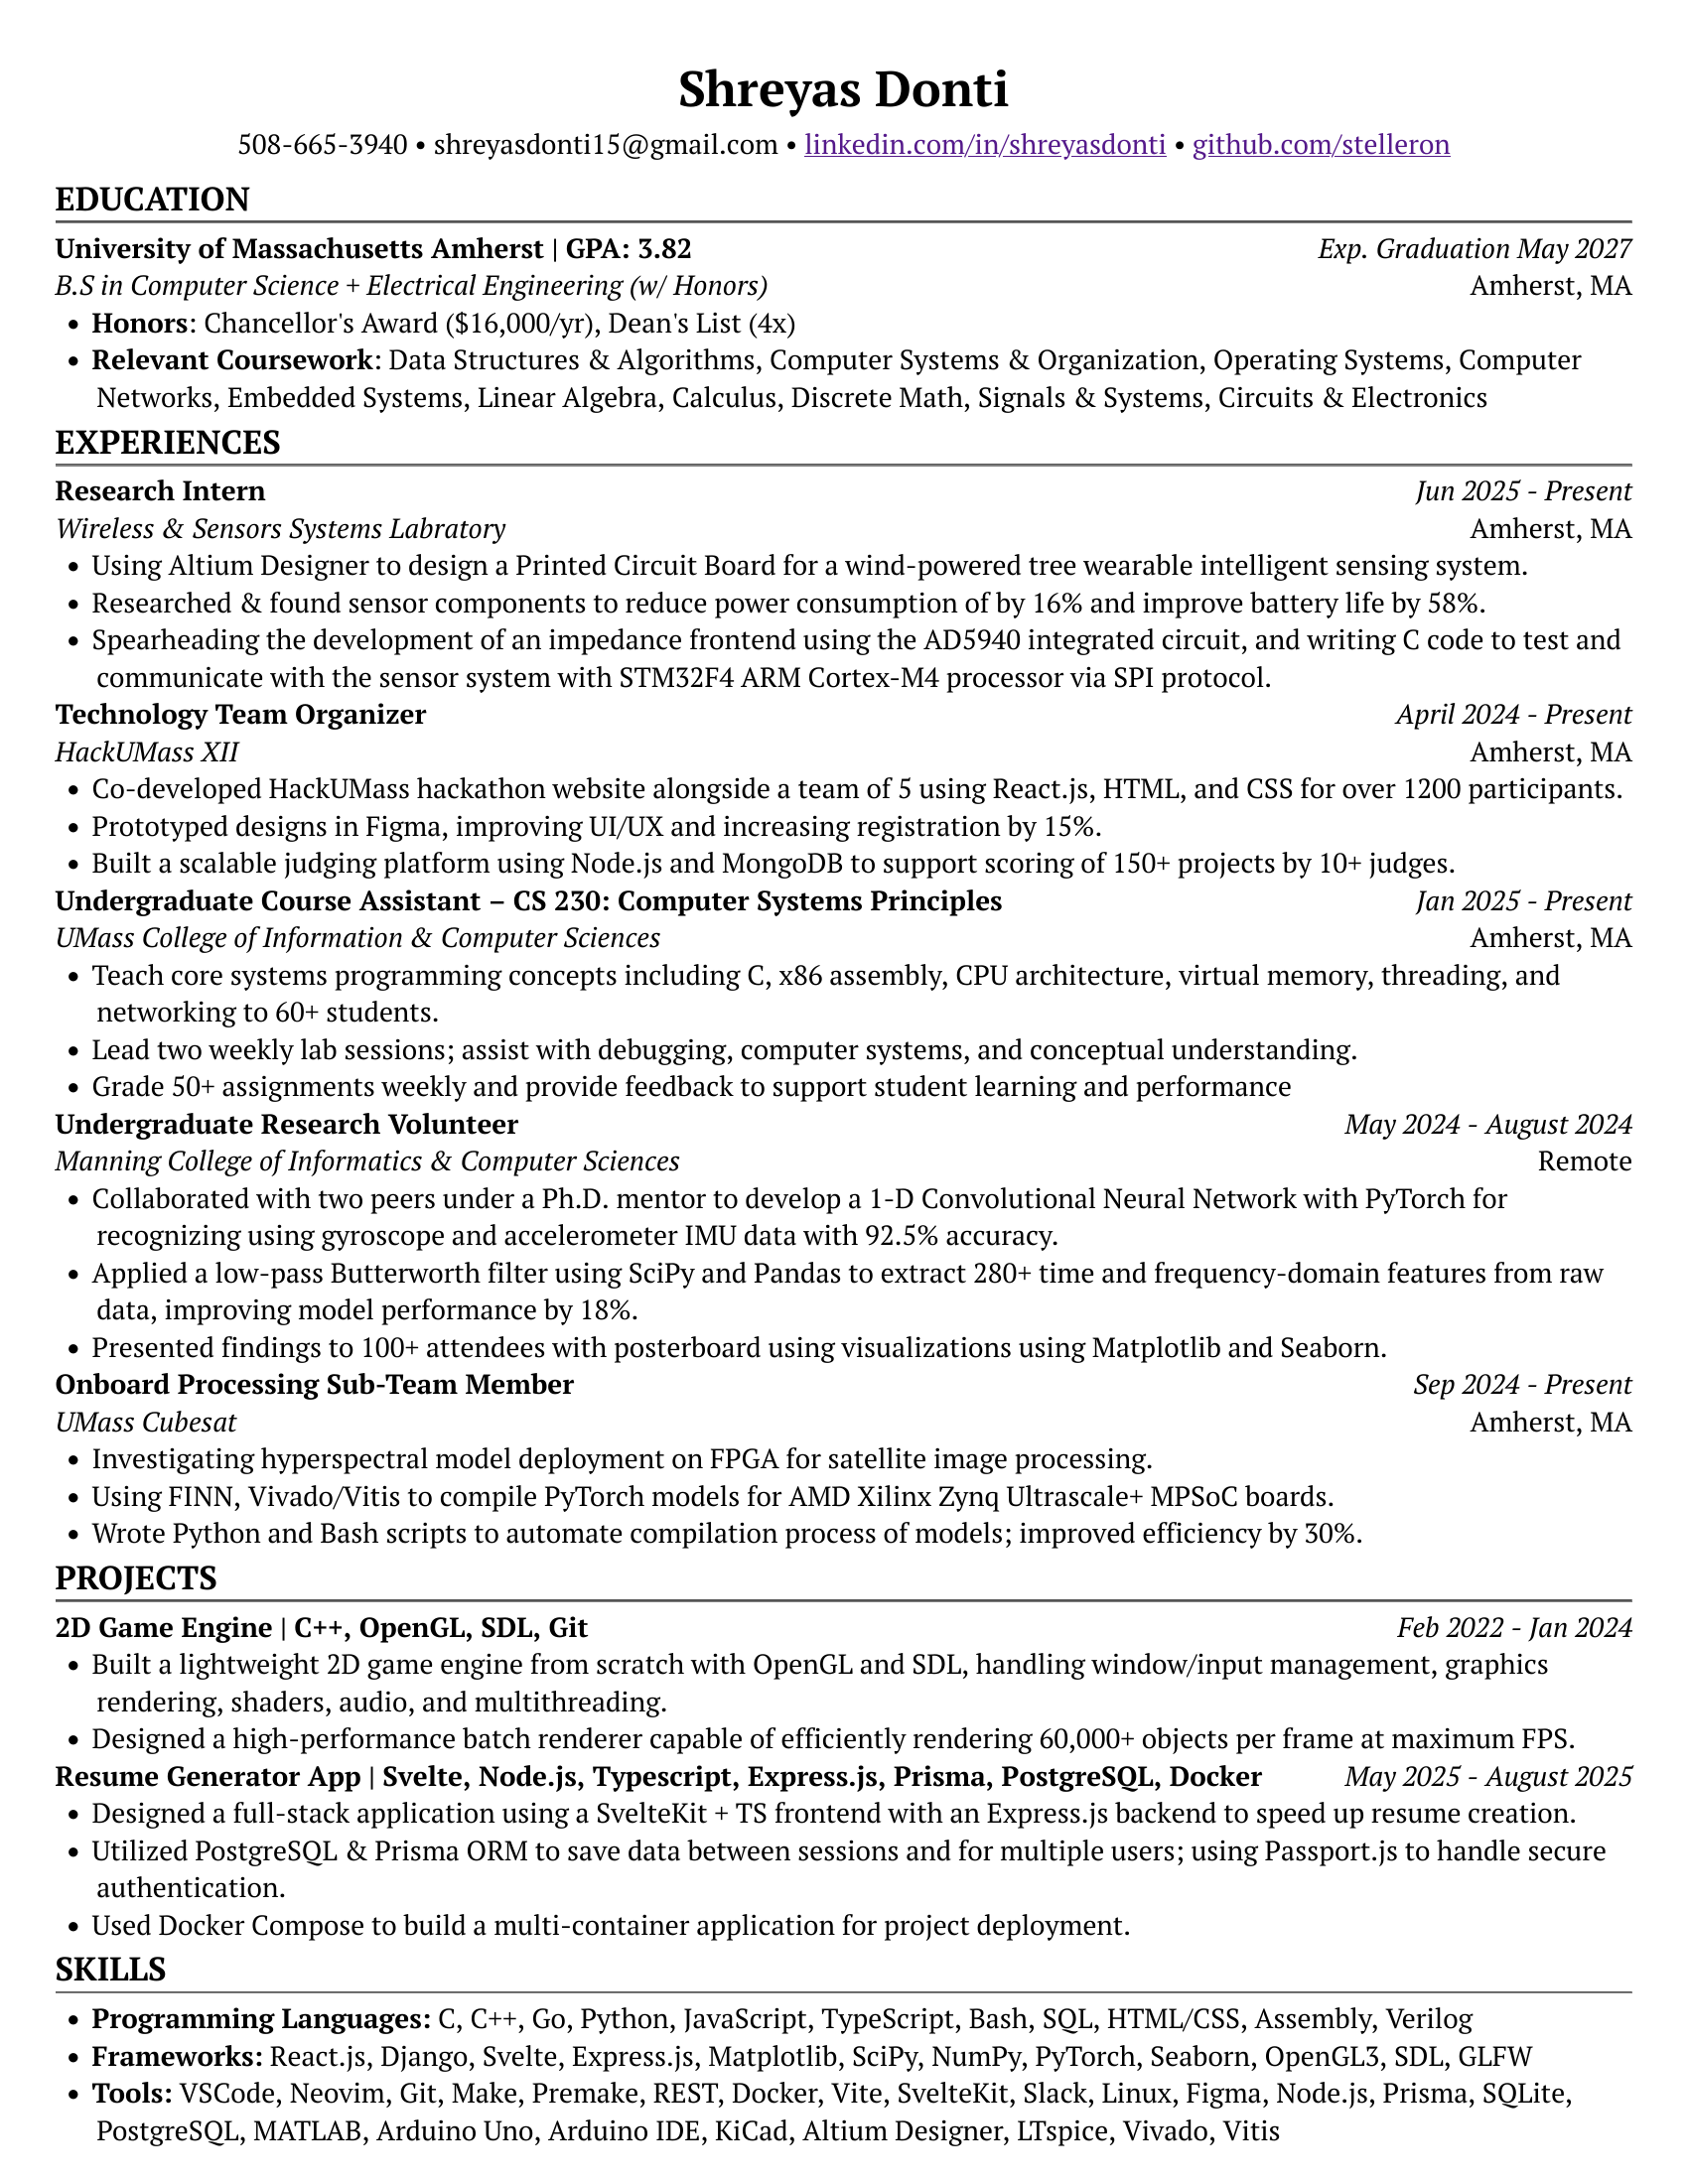 Shreyas Donti
508-665-3940 • shreyasdonti15@gmail.com • linkedin.com/in/shreyasdonti • github.com/stelleron
EDUCATION
University of Massachusetts Amherst | GPA: 3.82 Exp. Graduation May 2027
B.S in Computer Science + Electrical Engineering (w/ Honors) Amherst, MA
• Honors: Chancellor's Award ($16,000/yr), Dean's List (4x)
• Relevant Coursework: Data Structures & Algorithms, Computer Systems & Organization, Operating Systems, Computer
Networks, Embedded Systems, Linear Algebra, Calculus, Discrete Math, Signals & Systems, Circuits & Electronics
EXPERIENCES
Research Intern Jun 2025 - Present
Wireless & Sensors Systems Labratory Amherst, MA
• Using Altium Designer to design a Printed Circuit Board for a wind-powered tree wearable intelligent sensing system.
• Researched & found sensor components to reduce power consumption of by 16% and improve battery life by 58%.
• Spearheading the development of an impedance frontend using the AD5940 integrated circuit, and writing C code to test and
communicate with the sensor system with STM32F4 ARM Cortex-M4 processor via SPI protocol.
Technology Team Organizer April 2024 - Present
HackUMass XII Amherst, MA
• Co-developed HackUMass hackathon website alongside a team of 5 using React.js, HTML, and CSS for over 1200 participants.
• Prototyped designs in Figma, improving UI/UX and increasing registration by 15%.
• Built a scalable judging platform using Node.js and MongoDB to support scoring of 150+ projects by 10+ judges.
Undergraduate Course Assistant – CS 230: Computer Systems Principles Jan 2025 - Present
UMass College of Information & Computer Sciences Amherst, MA
• Teach core systems programming concepts including C, x86 assembly, CPU architecture, virtual memory, threading, and
networking to 60+ students.
• Lead two weekly lab sessions; assist with debugging, computer systems, and conceptual understanding.
• Grade 50+ assignments weekly and provide feedback to support student learning and performance
Undergraduate Research Volunteer May 2024 - August 2024
Manning College of Informatics & Computer Sciences Remote
• Collaborated with two peers under a Ph.D. mentor to develop a 1-D Convolutional Neural Network with PyTorch for
recognizing using gyroscope and accelerometer IMU data with 92.5% accuracy.
• Applied a low-pass Butterworth filter using SciPy and Pandas to extract 280+ time and frequency-domain features from raw
data, improving model performance by 18%.
• Presented findings to 100+ attendees with posterboard using visualizations using Matplotlib and Seaborn.
Onboard Processing Sub-Team Member Sep 2024 - Present
UMass Cubesat Amherst, MA
• Investigating hyperspectral model deployment on FPGA for satellite image processing.
• Using FINN, Vivado/Vitis to compile PyTorch models for AMD Xilinx Zynq Ultrascale+ MPSoC boards.
• Wrote Python and Bash scripts to automate compilation process of models; improved efficiency by 30%.
PROJECTS
2D Game Engine | C++, OpenGL, SDL, Git Feb 2022 - Jan 2024
• Built a lightweight 2D game engine from scratch with OpenGL and SDL, handling window/input management, graphics
rendering, shaders, audio, and multithreading.
• Designed a high-performance batch renderer capable of efficiently rendering 60,000+ objects per frame at maximum FPS.
Resume Generator App | Svelte, Node.js, Typescript, Express.js, Prisma, PostgreSQL, Docker May 2025 - August 2025
• Designed a full-stack application using a SvelteKit + TS frontend with an Express.js backend to speed up resume creation.
• Utilized PostgreSQL & Prisma ORM to save data between sessions and for multiple users; using Passport.js to handle secure
authentication.
• Used Docker Compose to build a multi-container application for project deployment.
SKILLS
• Programming Languages: C, C++, Go, Python, JavaScript, TypeScript, Bash, SQL, HTML/CSS, Assembly, Verilog
• Frameworks: React.js, Django, Svelte, Express.js, Matplotlib, SciPy, NumPy, PyTorch, Seaborn, OpenGL3, SDL, GLFW
• Tools: VSCode, Neovim, Git, Make, Premake, REST, Docker, Vite, SvelteKit, Slack, Linux, Figma, Node.js, Prisma, SQLite,
PostgreSQL, MATLAB, Arduino Uno, Arduino IDE, KiCad, Altium Designer, LTspice, Vivado, Vitis